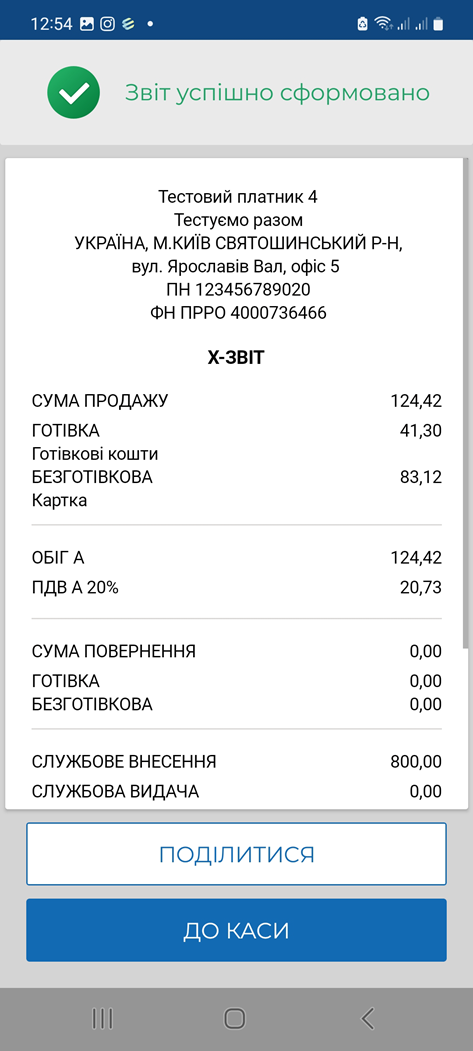 12:54
Звіт успішно сформовано
Тестовий платник 4
Тестуємо разом
УКРАЇНА, М.КИЇВ СВЯТОШИНСЬКИЙ Р-Н,
вул. Ярославів Вал, офіс 5
ПН 123456789020
ФН ПРРО 4000736466
Х-ЗВІТ
СУМА ПРОДАЖУ 124,42
ГОТІВКА 41,30
Готівкові кошти
БЕЗГОТІВКОВА 83,12
Картка
ОБІГ А 124,42
ПДВ А 20% 20,73
СУМА ПОВЕРНЕННЯ 0,00
ГОТІВКА 0,00
БЕЗГОТІВКОВА 0,00
СЛУЖБОВЕ ВНЕСЕННЯ 800,00
СЛУЖБОВА ВИДАЧА 0,00
ПОДІЛИТИСЯ
ДО КАСИ